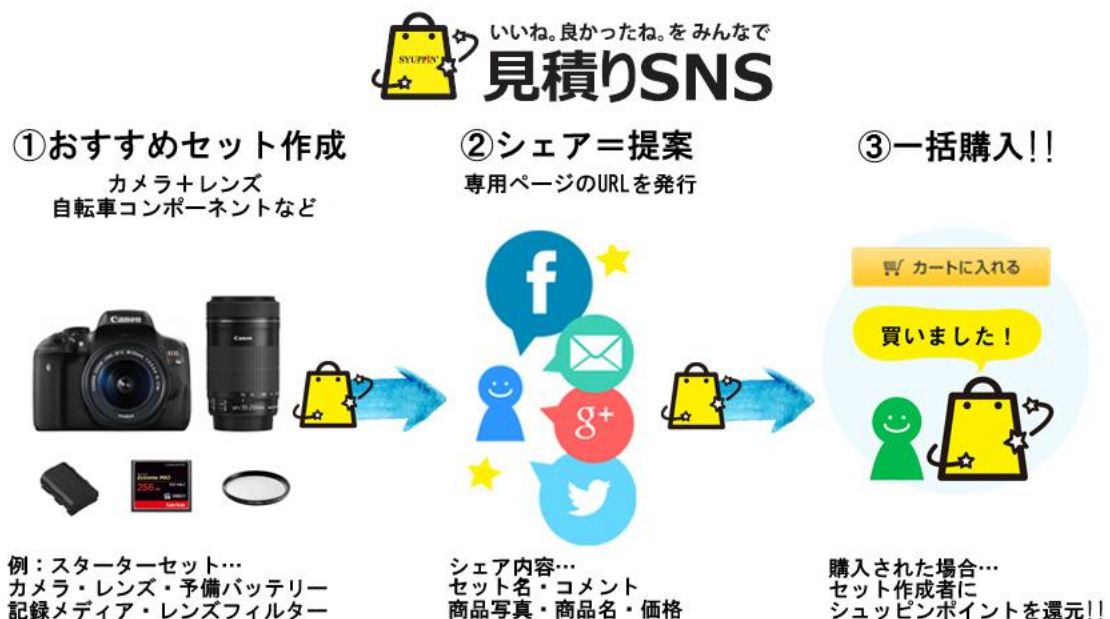 いいね。良かったね。を みんなで
SYUPPIN'
見積りSNS
①おすすめセット作成
カメラ＋レンズ
自転車コンポーネントなど
②シェア＝提案
専用ページのURLを発行
③一括購入!!
f
g+
カートに入れる
買いました！
Canon
Canon
EOS
Extreme PRO
256
SanDisk
例：スターターセット…
カメラ・レンズ・予備バッテリー
記録メディア・レンズフィルター
シェア内容…
セット名・コメント
商品写真・商品名・価格
購入された場合…
セット作成者に
シュッピンポイントを還元!!